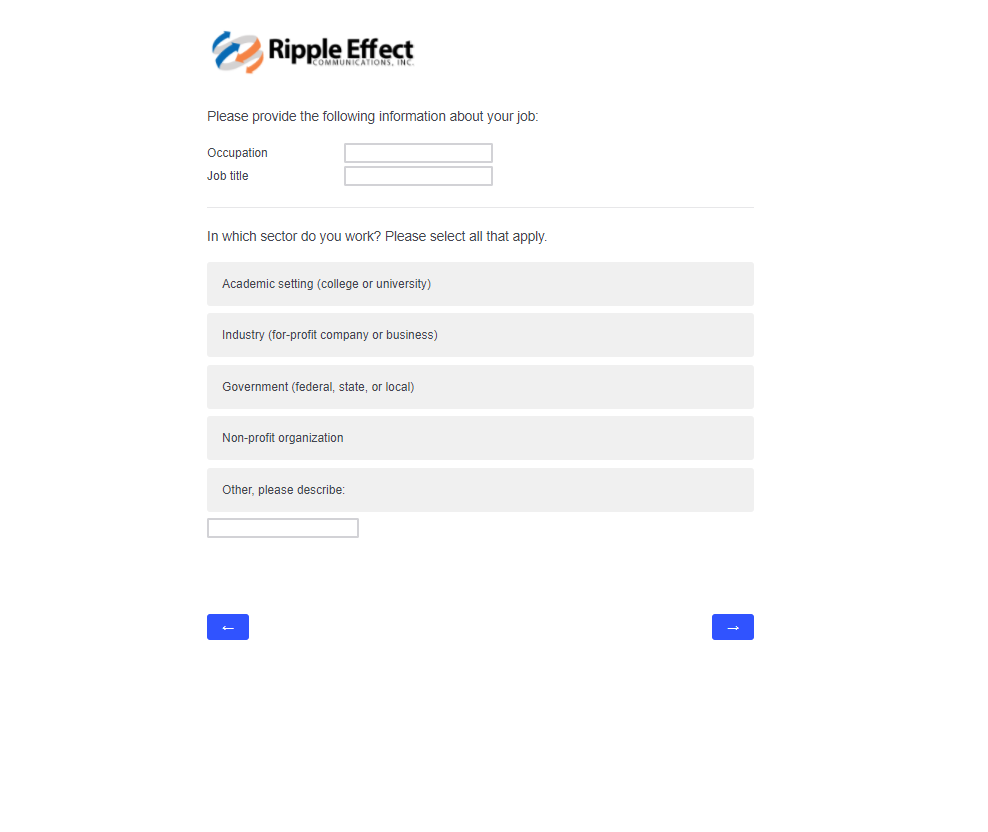 Ripple Effect
COMMUNICATIONS, INC.
Please provide the following information about your job:
Occupation
Job title
In which sector do you work? Please select all that apply.
Academic setting (college or university)
Industry (for-profit company or business)
Government (federal, state, or local)
Non-profit organization
Other, please describe:
← →